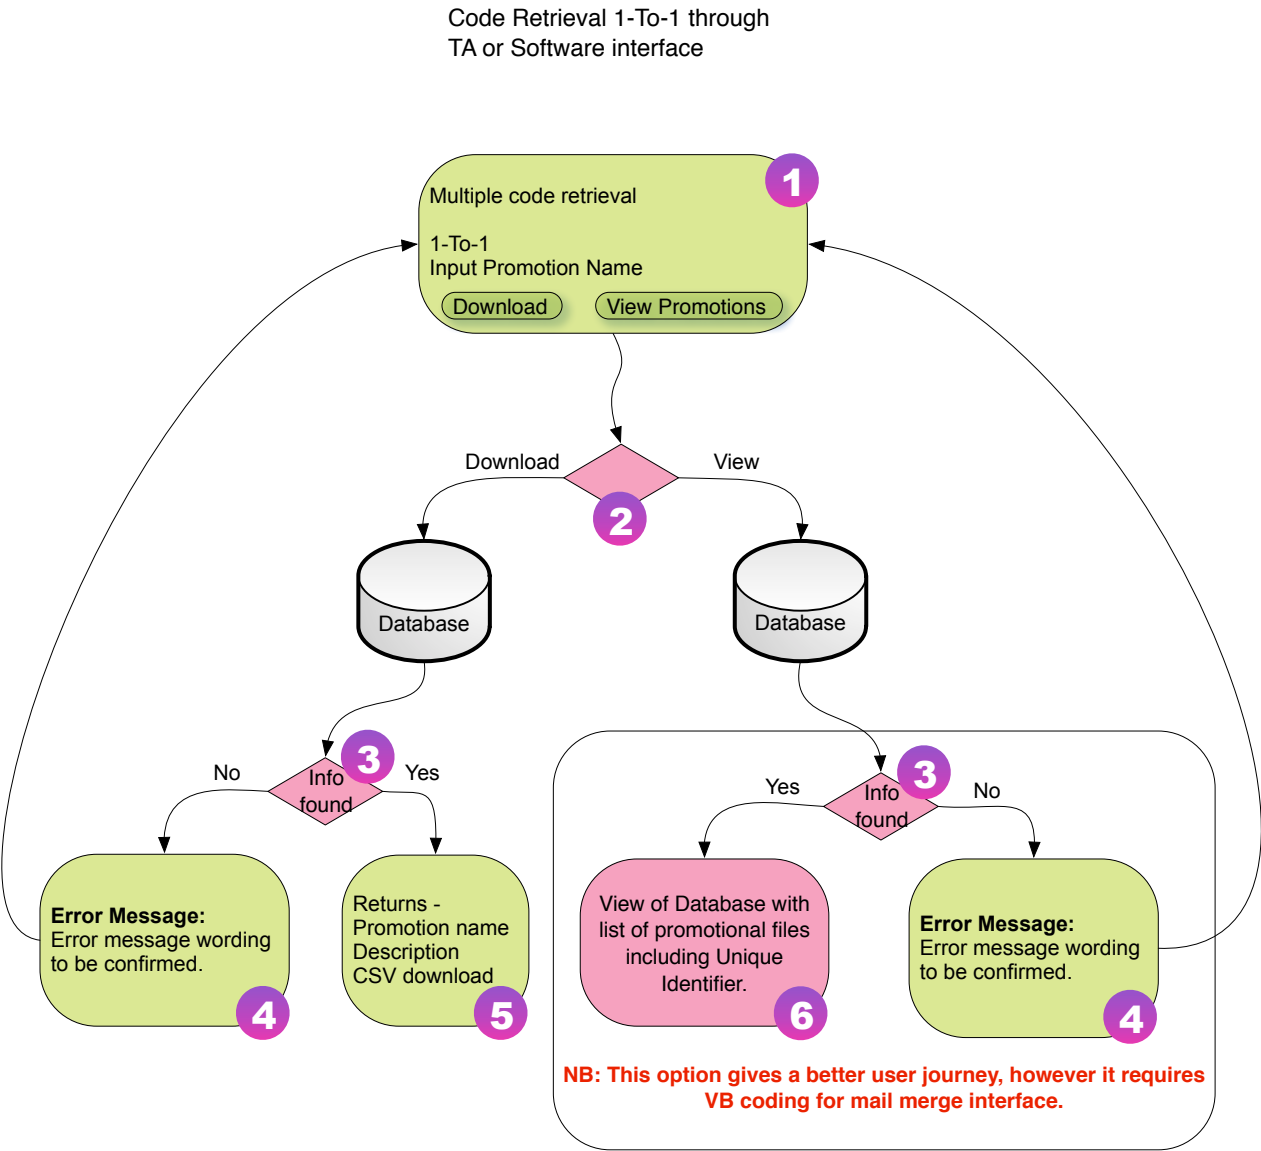 Code Retrieval 1-To-1 through
TA or Software interface
1
Multiple code retrieval
1-To-1
Input Promotion Name
Download
View Promotions
Download
View
2
Database
Database
3
No
Info
found
Yes
3
Yes
Info
found
No
Error Message:
Error message wording
to be confirmed.
4
Returns -
Promotion name
Description
CSV download
5
View of Database with
list of promotional files
including Unique
Identifier.
6
Error Message:
Error message wording
to be confirmed.
4
NB: This option gives a better user journey, however it requires
VB coding for mail merge interface.